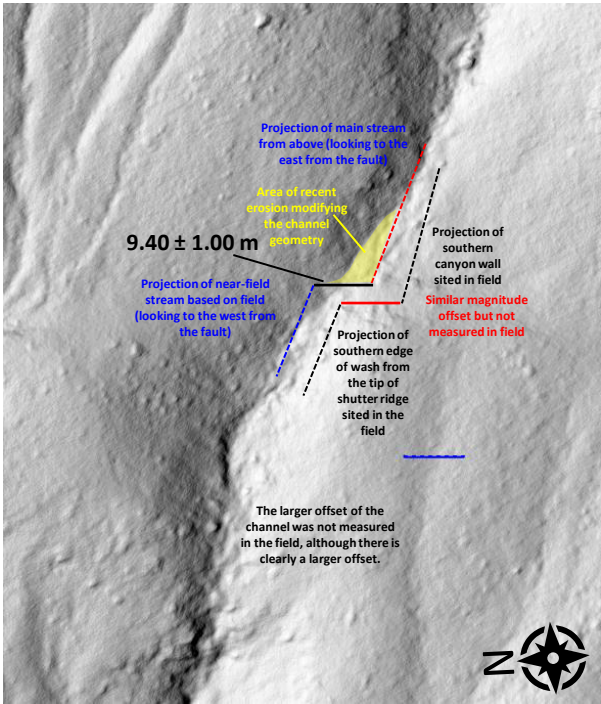 Projection of main stream
from above (looking to the
east from the fault)
Area of recent
erosion modifying
the channel
geometry
9.40 ± 1.00 m
Projection of
southern
canyon wall
sited in field
Projection of near-field
stream based on field
(looking to the west from
the fault)
Similar magnitude
offset but not
measured in field
Projection of
southern edge
of wash from
the tip of
shutter ridge
sited in the
field
The larger offset of the
channel was not measured
in the field, although there is
clearly a larger offset.
N